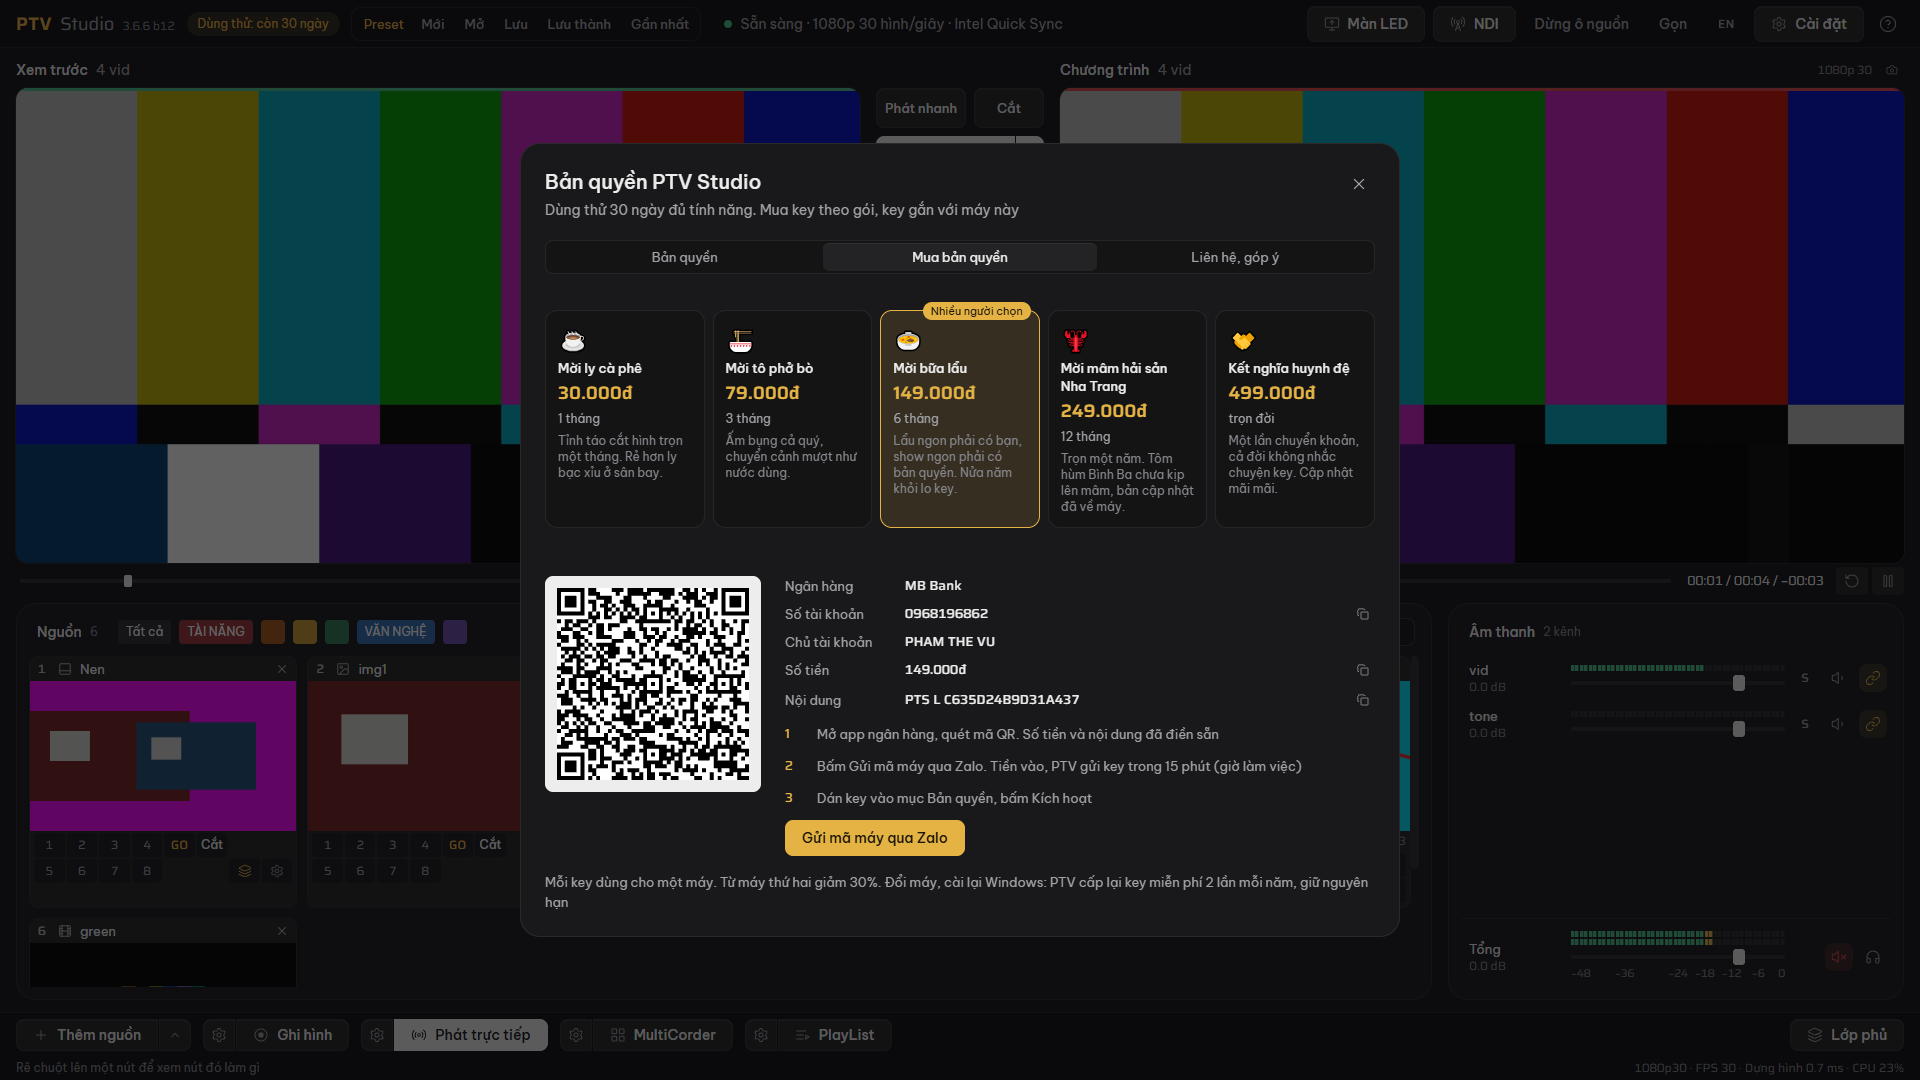 PTV Studio 3.6.6 b12
Dùng thử: còn 30 ngày
Preset Mới Mở Lưu Lưu thành Gần nhất
Sẵn sàng · 1080p 30 hình/giây · Intel Quick Sync
Màn LED NDI Dừng ô nguồn Gọn EN Cài đặt
Xem trước 4 vid
Phát nhanh Cắt
Chương trình 4 vid
1080p 30
Bản quyền PTV Studio
Dùng thử 30 ngày đủ tính năng. Mua key theo gói, key gắn với máy này
Bản quyền Mua bản quyền Liên hệ, góp ý
Mời ly cà phê
30.000đ
1 tháng
Tỉnh táo cắt hình trọn
một tháng. Rẻ hơn ly
bạc xỉu ở sân bay.
Mời tô phở bò
79.000đ
3 tháng
Ấm bụng cả quý,
chuyển cảnh mượt như
nước dùng.
Nhiều người chọn
Mời bữa lẩu
149.000đ
6 tháng
Lẩu ngon phải có bạn,
show ngon phải có
bản quyền. Nửa năm
khỏi lo key.
Mời mâm hải sản
Nha Trang
249.000đ
12 tháng
Trọn một năm. Tôm
hùm Bình Ba chưa kịp
lên mâm, bản cập nhật
đã về máy.
Kết nghĩa huynh đệ
499.000đ
trọn đời
Một lần chuyển khoản,
cả đời không nhắc
chuyện key. Cập nhật
mãi mãi.
Ngân hàng MB Bank
Số tài khoản 0968196862
Chủ tài khoản PHAM THE VU
Số tiền 149.000đ
Nội dung PTS L C635D24B9D31A437
1 Mở app ngân hàng, quét mã QR. Số tiền và nội dung đã điền sẵn
2 Bấm Gửi mã máy qua Zalo. Tiền vào, PTV gửi key trong 15 phút (giờ làm việc)
3 Dán key vào mục Bản quyền, bấm Kích hoạt
Gửi mã máy qua Zalo
Mỗi key dùng cho một máy. Từ máy thứ hai giảm 30%. Đổi máy, cài lại Windows: PTV cấp lại key miễn phí 2 lần mỗi năm, giữ nguyên
hạn
00:01 / 00:04 / −00:03
Nguồn 6 Tất cả TÀI NĂNG VĂN NGHỆ
1 Nen
1 2 3 4 GO Cắt
5 6 7 8
2 img1
1 2 3 4 GO Cắt
5 6 7 8
6 green
3
Âm thanh 2 kênh
vid
0.0 dB
S
tone
0.0 dB
S
Tổng
0.0 dB
-48 -36 -24 -18 -12 -6 0
Thêm nguồn Ghi hình Phát trực tiếp MultiCorder PlayList Lớp phủ
Rê chuột lên một nút để xem nút đó làm gì
1080p30 · FPS 30 · Dựng hình 0.7 ms · CPU 23%